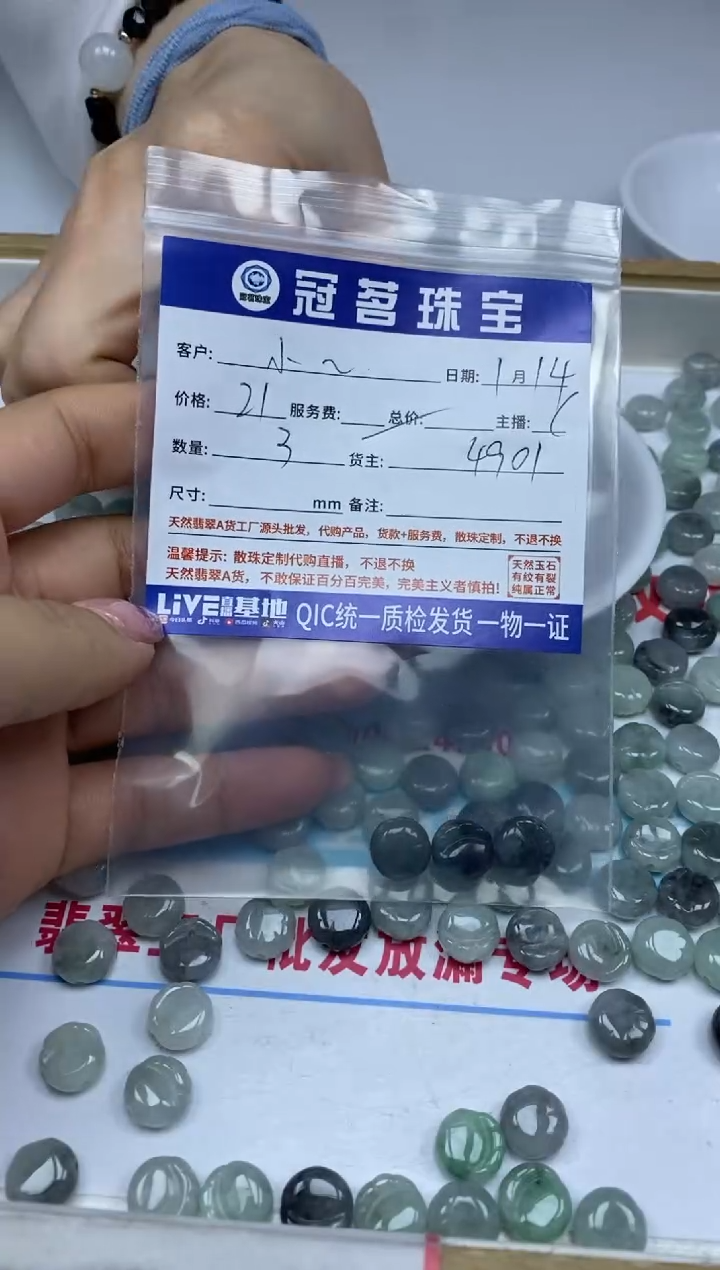 冠茗珠宝
客户: 小~ 日期: 1月14
价格: 21 服务费: 总价: 主播:
数量: 3 货主: 4901
尺寸: mm 备注:
天然翡翠A货工厂源头批发，代购产品，货款+服务费，散珠定制，不退不换
温馨提示: 散珠定制代购直播，不退不换
天然翡翠A货，不敢保证百分百完美，完美主义者慎拍!
天然玉石
有纹有裂
纯属正常
LiVE直播基地 QIC统一质检发货 一物一证
翡翠工厂批发放漏专场